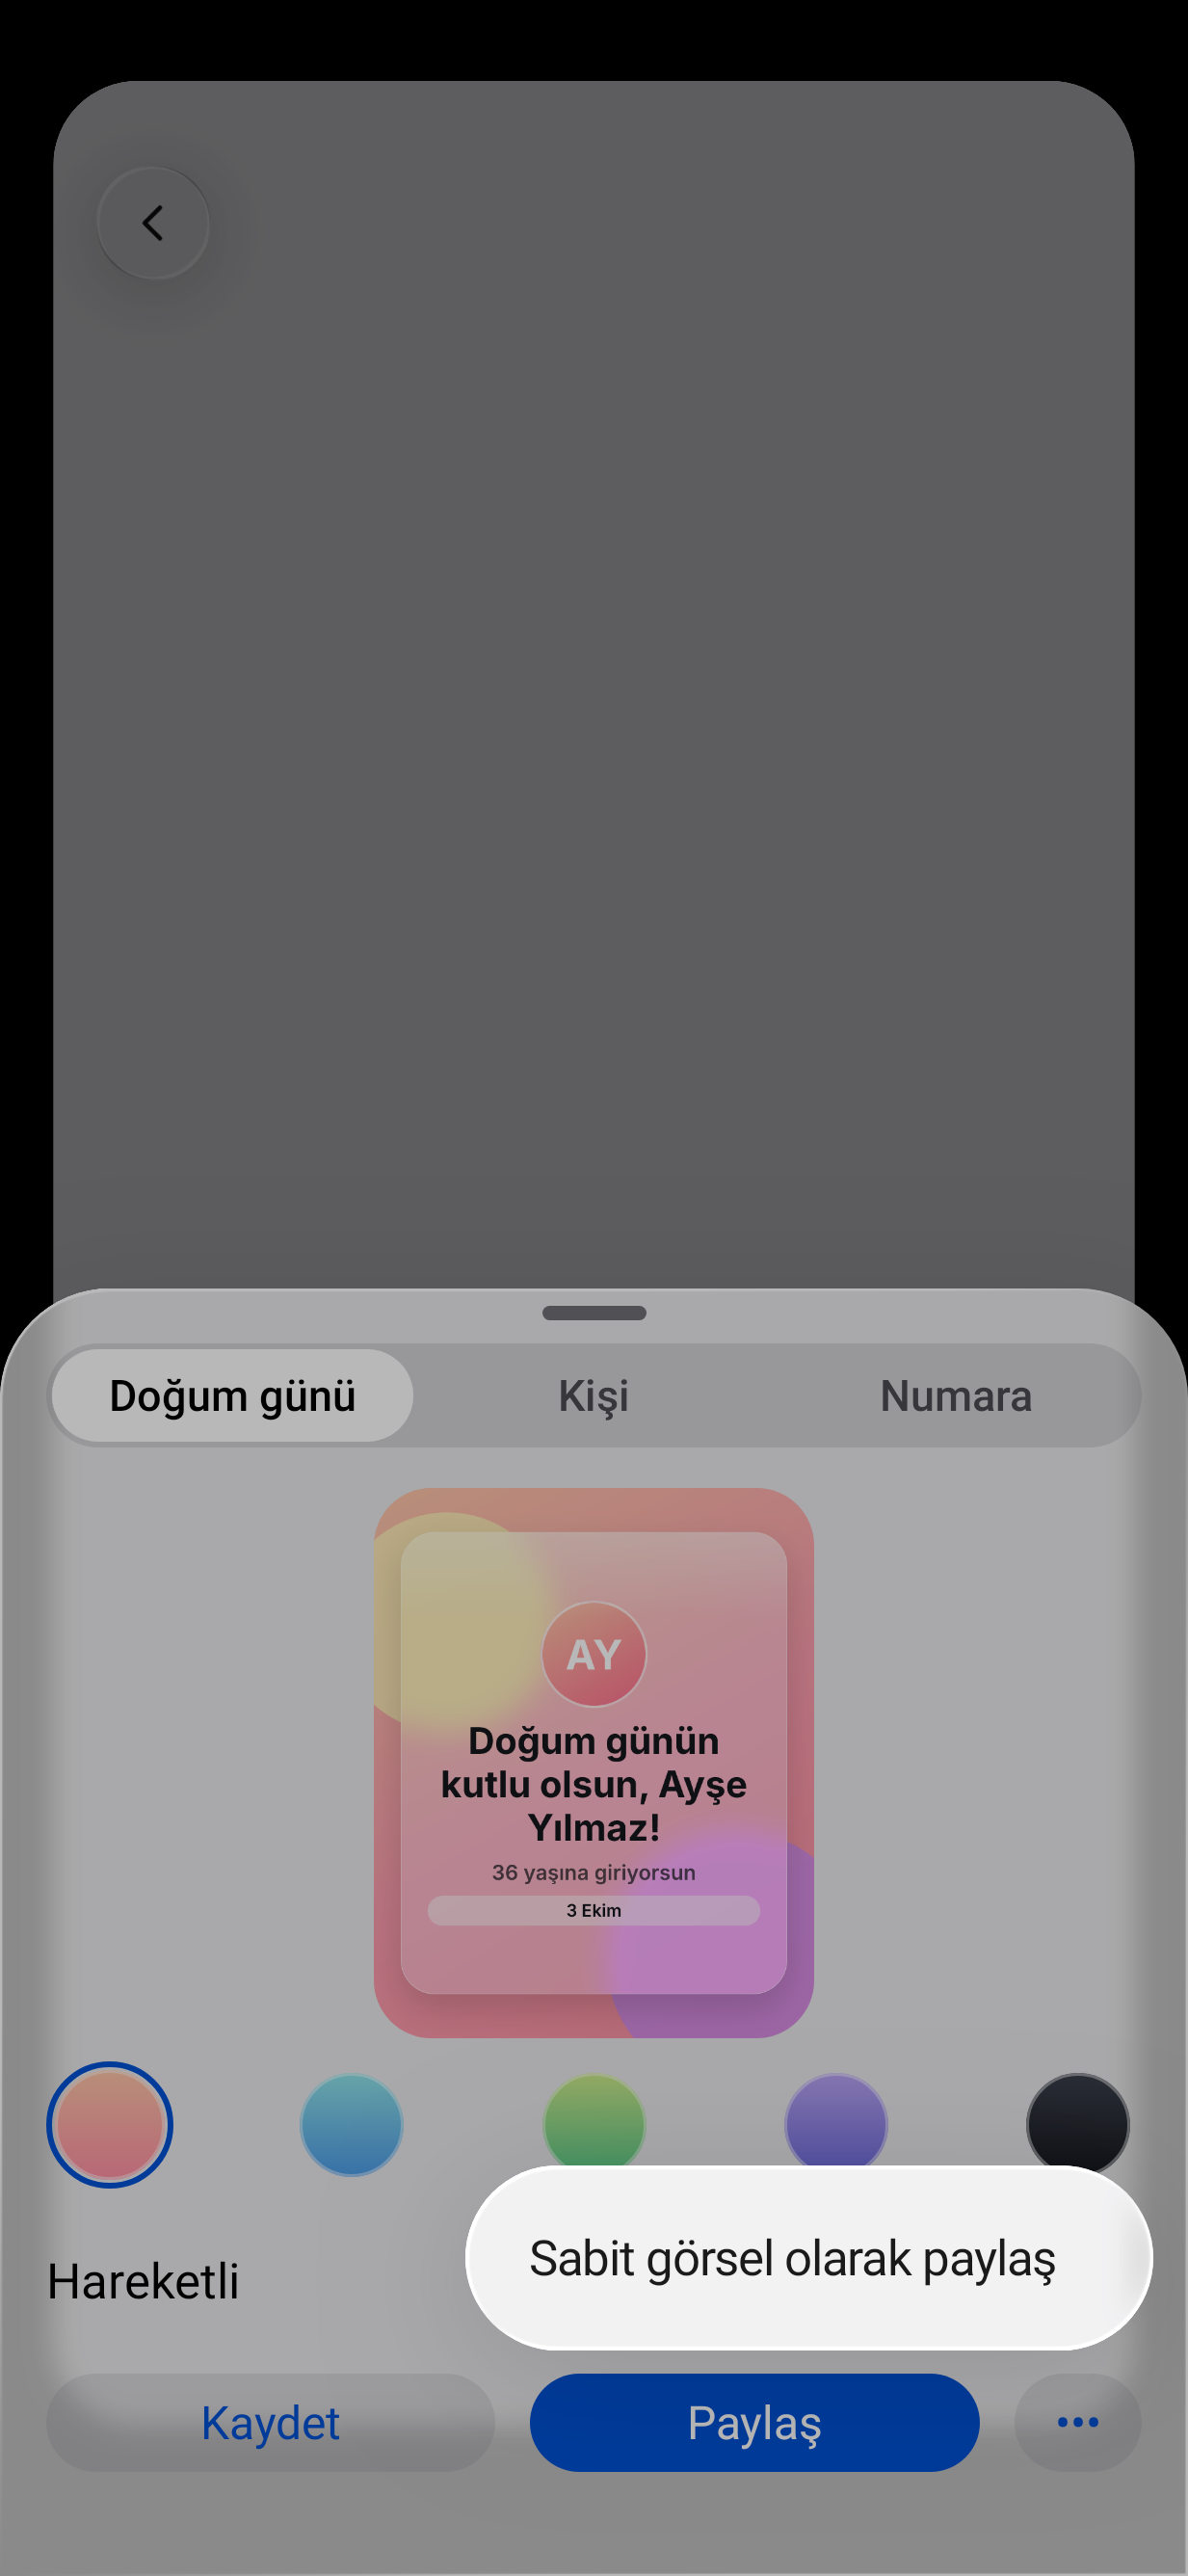 Doğum günü
Kişi
Numara
AY
Doğum günün
kutlu olsun, Ayşe
Yılmaz!
36 yaşına giriyorsun
3 Ekim
Sabit görsel olarak paylaş
Hareketli
Kaydet
Paylaş